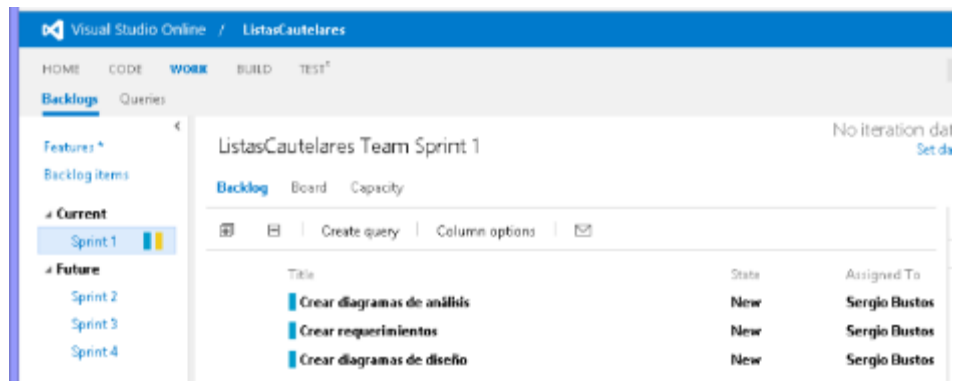 Visual Studio Online / ListasCautelares
HOME CODE WORK BUILD TEST
Backlogs Queries
Features *
Backlog items
Current
Sprint 1
Future
Sprint 2
Sprint 3
Sprint 4
ListasCautelares Team Sprint 1
No iteration dat
Set da
Backlog Board Capacity
Create query Column options
Title State Assigned To
Crear diagramas de análisis New Sergio Bustos
Crear requerimientos New Sergio Bustos
Crear diagramas de diseño New Sergio Bustos